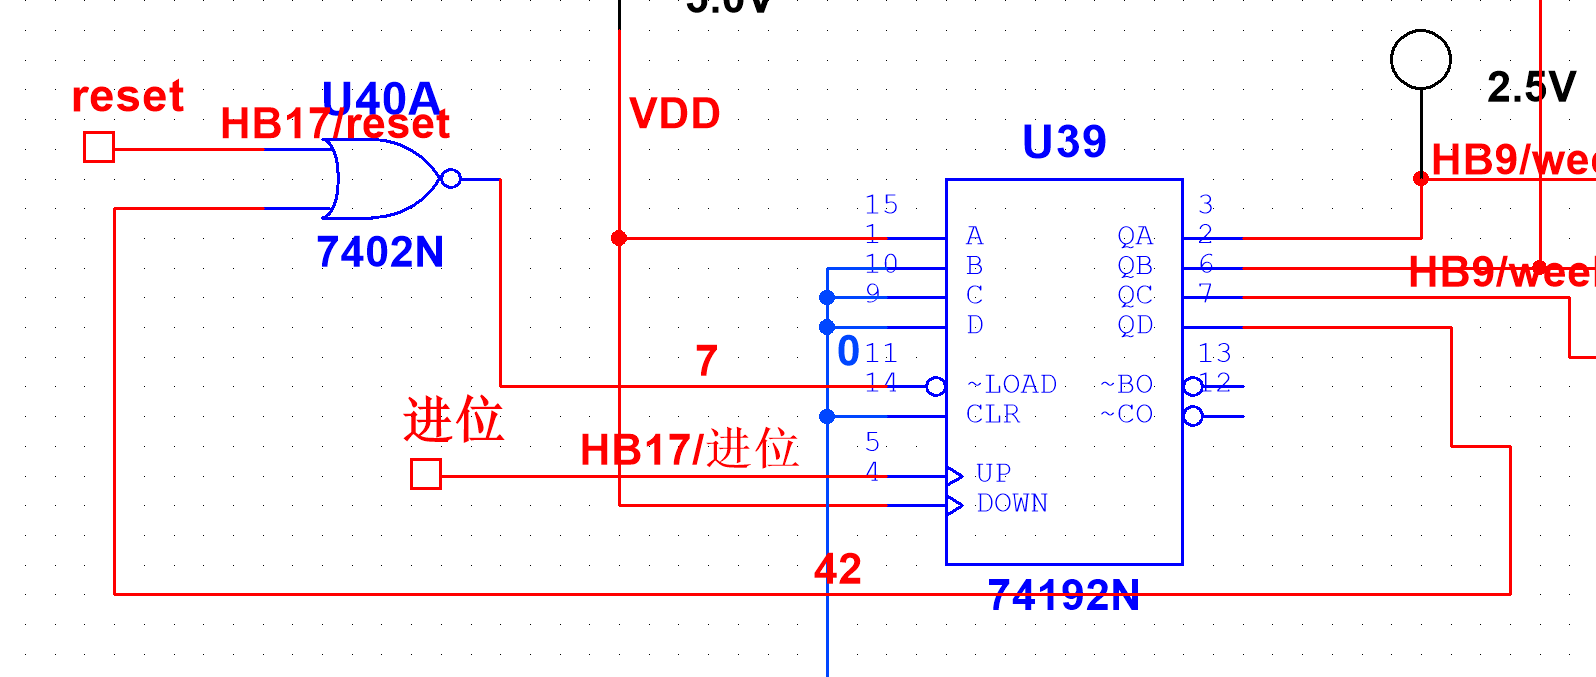 5.0V
reset
U40A
HB17/reset
7402N
VDD
2.5V
U39
HB9/wee
HB9/week
15
1
10
9
11
14
5
4
A
B
C
D
~LOAD
CLR
UP
DOWN
QA
QB
QC
QD
~BO
~CO
3
2
6
7
13
12
0
7
进位
HB17/进位
42
74192N